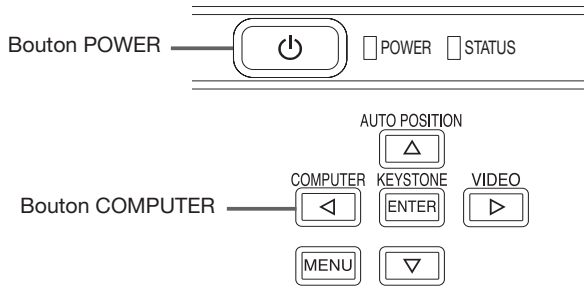 Bouton POWER
POWER STATUS
AUTO POSITION
COMPUTER KEYSTONE VIDEO
Bouton COMPUTER
ENTER
MENU